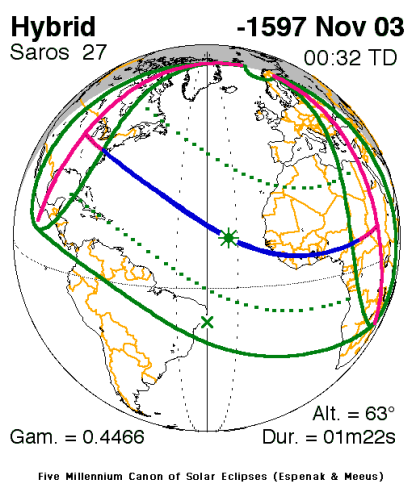 Hybrid -1597 Nov 03
Saros 27 00:32 TD
Alt. = 63°
Gam. = 0.4466 Dur. = 01m22s
Five Millennium Canon of Solar Eclipses (Espenak & Meeus)